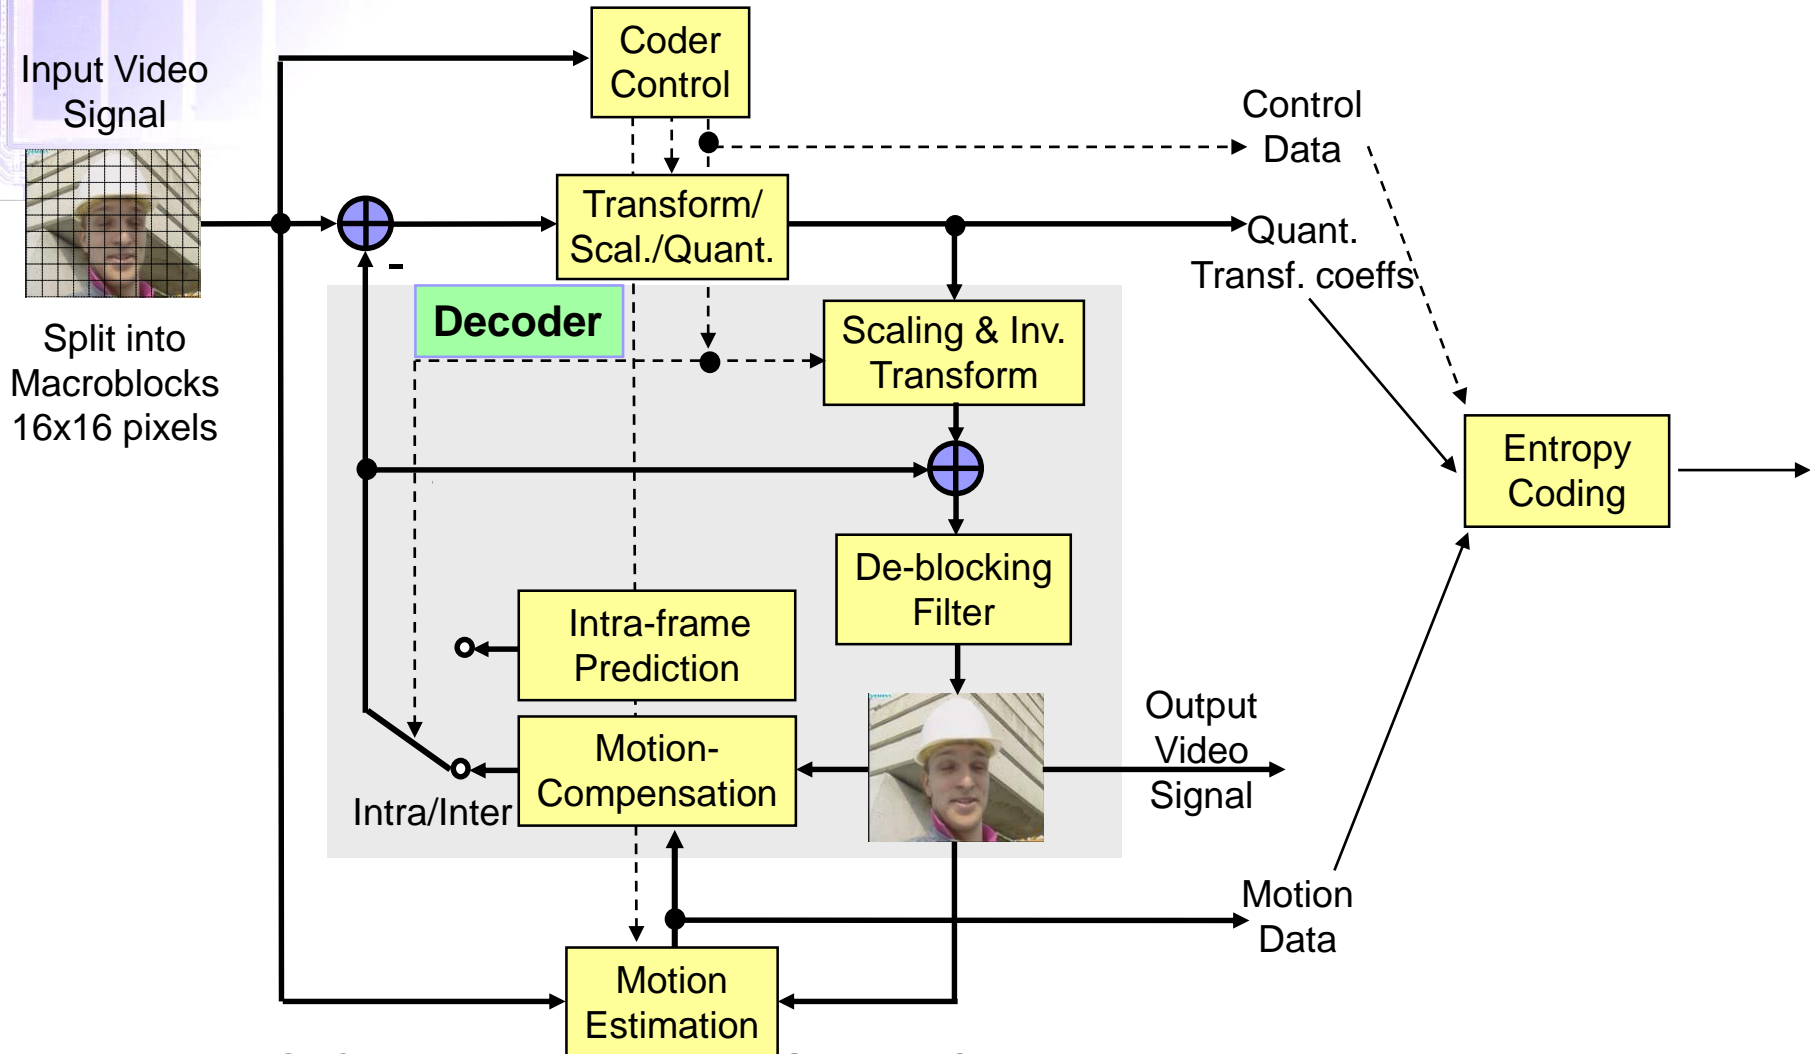 Input Video
Signal
Split into
Macroblocks
16x16 pixels
Coder
Control
Control
Data
Transform/
Scal./Quant.
Quant.
Transf. coeffs
-
Decoder
Scaling & Inv.
Transform
Entropy
Coding
De-blocking
Filter
Intra-frame
Prediction
Motion-
Compensation
Intra/Inter
Output
Video
Signal
Motion
Data
Motion
Estimation